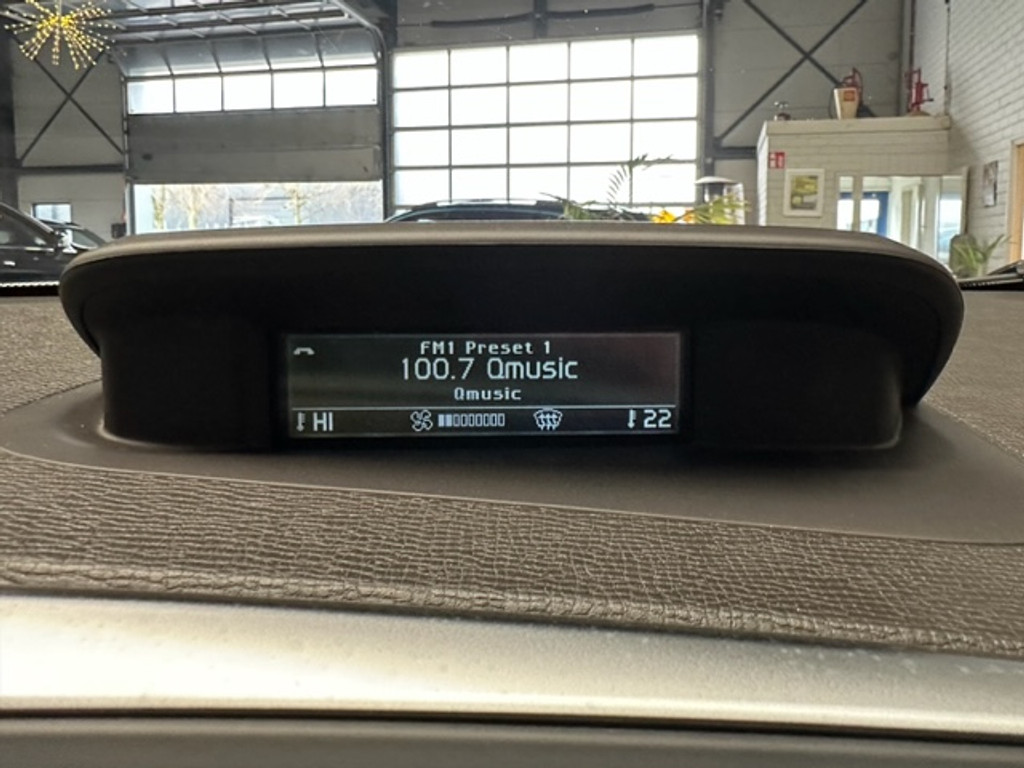 FM1 Preset 1
100.7 Qmusic
Qmusic
HI 22